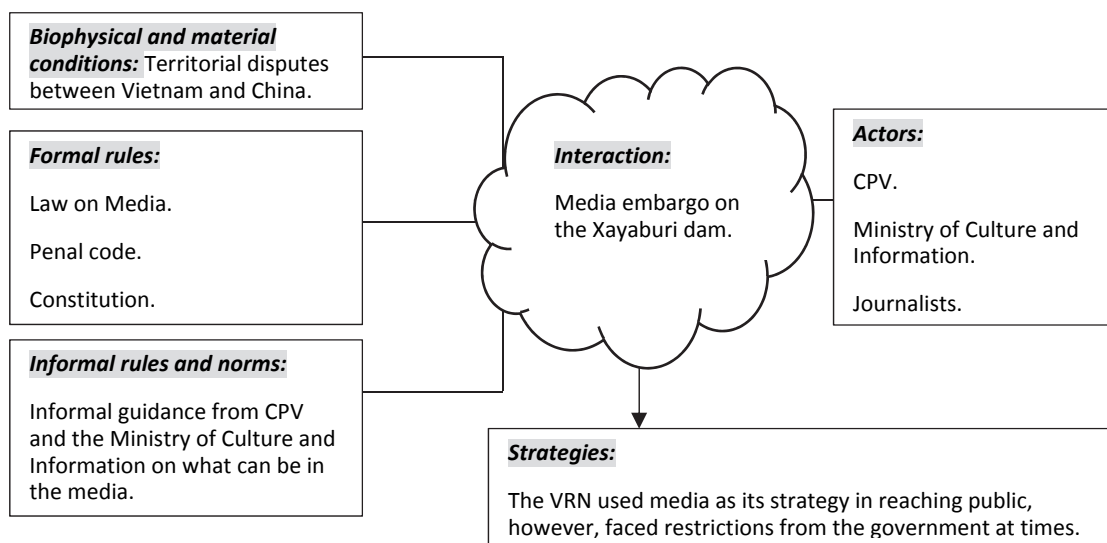 Biophysical and material
conditions: Territorial disputes
between Vietnam and China.
Formal rules:
Law on Media.
Penal code.
Constitution.
Informal rules and norms:
Informal guidance from CPV
and the Ministry of Culture and
Information on what can be in
the media.
Interaction:
Media embargo on
the Xayaburi dam.
Actors:
CPV.
Ministry of Culture and
Information.
Journalists.
Strategies:
The VRN used media as its strategy in reaching public,
however, faced restrictions from the government at times.